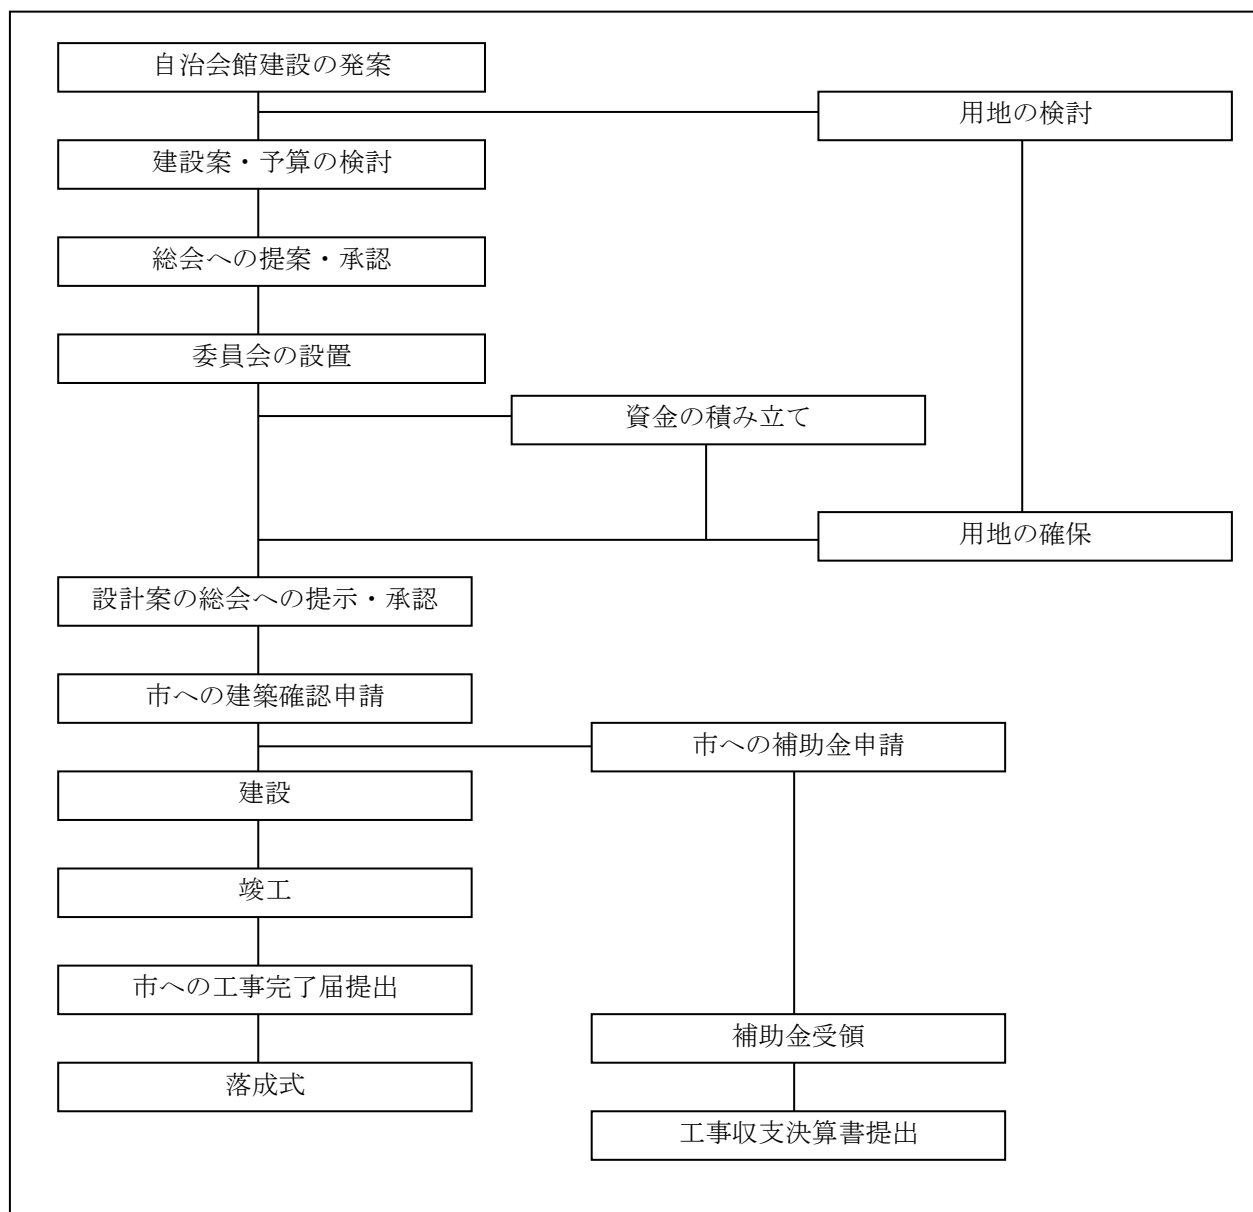 自治会館建設の発案
用地の検討
建設案・予算の検討
総会への提案・承認
委員会の設置
資金の積み立て
用地の確保
設計案の総会への提示・承認
市への建築確認申請
市への補助金申請
建設
竣工
市への工事完了届提出
補助金受領
落成式
工事収支決算書提出